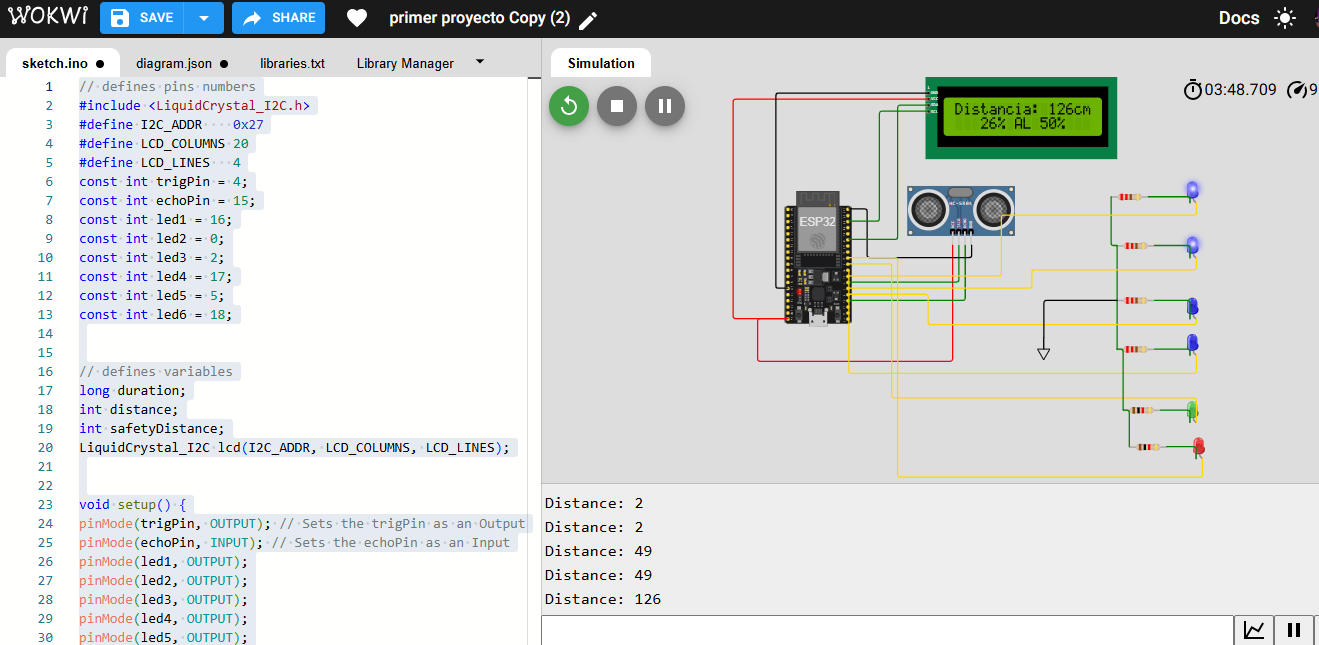 WOKWI SAVE SHARE primer proyecto Copy (2) Docs
sketch.ino diagram.json libraries.txt Library Manager
Simulation
1 // defines pins numbers
2 #include <LiquidCrystal_I2C.h>
3 #define I2C_ADDR    0x27
4 #define LCD_COLUMNS 20
5 #define LCD_LINES   4
6 const int trigPin = 4;
7 const int echoPin = 15;
8 const int led1 = 16;
9 const int led2 = 0;
10 const int led3 = 2;
11 const int led4 = 17;
12 const int led5 = 5;
13 const int led6 = 18;
14
15
16 // defines variables
17 long duration;
18 int distance;
19 int safetyDistance;
20 LiquidCrystal_I2C lcd(I2C_ADDR, LCD_COLUMNS, LCD_LINES);
21
22
23 void setup() {
24 pinMode(trigPin, OUTPUT); // Sets the trigPin as an Output
25 pinMode(echoPin, INPUT); // Sets the echoPin as an Input
26 pinMode(led1, OUTPUT);
27 pinMode(led2, OUTPUT);
28 pinMode(led3, OUTPUT);
29 pinMode(led4, OUTPUT);
30 pinMode(led5, OUTPUT);
03:48.709 9
Distancia: 126cm
26% AL 50%
ESP32
HC-SR04
Distance: 2
Distance: 2
Distance: 49
Distance: 49
Distance: 126